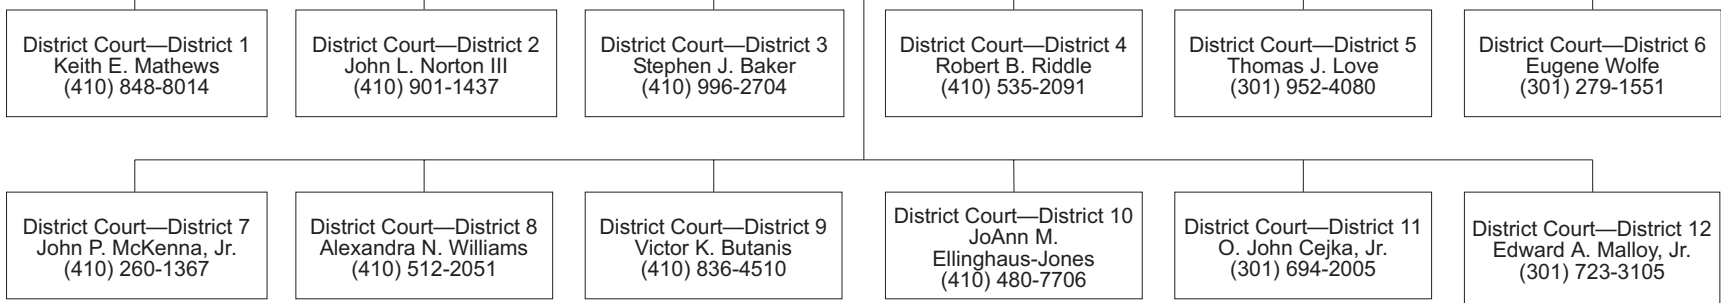 District Court—District 1
Keith E. Mathews
(410) 848-8014
District Court—District 2
John L. Norton III
(410) 901-1437
District Court—District 3
Stephen J. Baker
(410) 996-2704
District Court—District 4
Robert B. Riddle
(410) 535-2091
District Court—District 5
Thomas J. Love
(301) 952-4080
District Court—District 6
Eugene Wolfe
(301) 279-1551
District Court—District 7
John P. McKenna, Jr.
(410) 260-1367
District Court—District 8
Alexandra N. Williams
(410) 512-2051
District Court—District 9
Victor K. Butanis
(410) 836-4510
District Court—District 10
JoAnn M.
Ellinghaus-Jones
(410) 480-7706
District Court—District 11
O. John Cejka, Jr.
(301) 694-2005
District Court—District 12
Edward A. Malloy, Jr.
(301) 723-3105